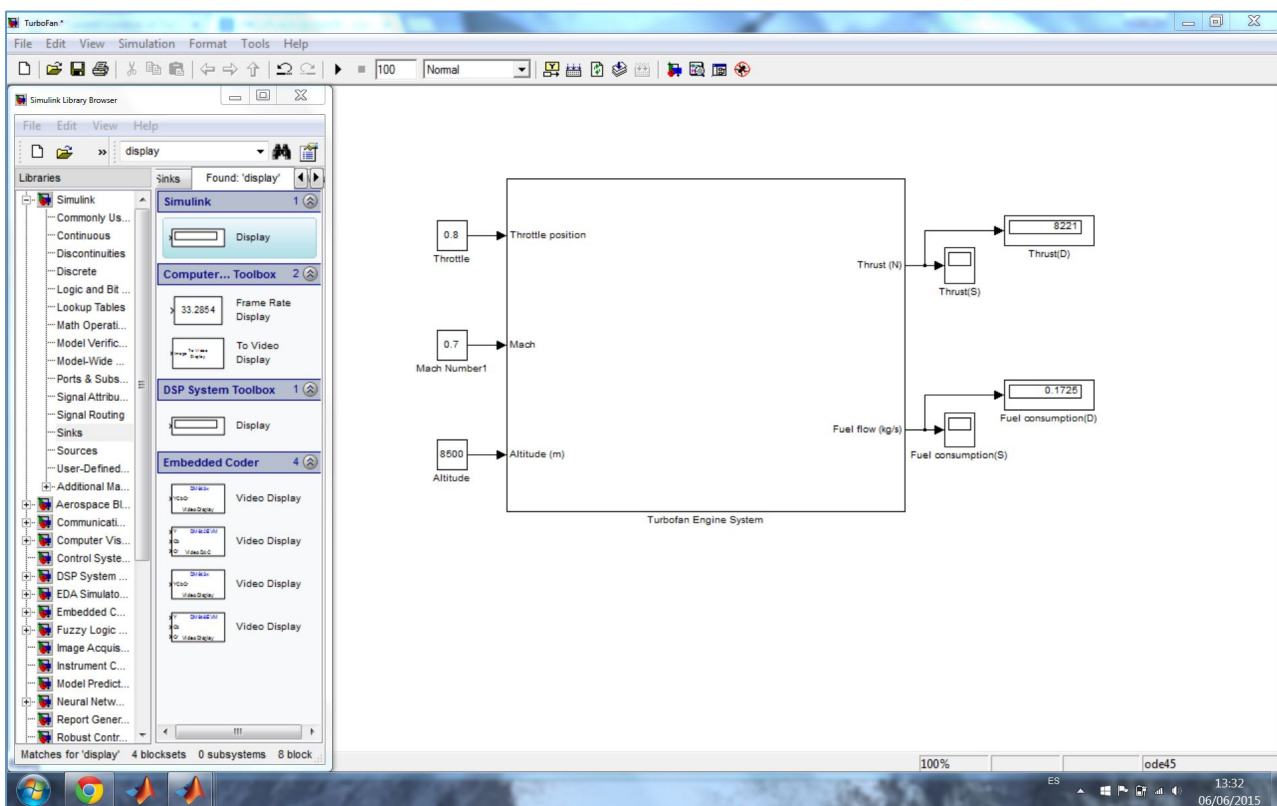 TurboFan *
File Edit View Simulation Format Tools Help
100 Normal
Simulink Library Browser
File Edit View Help
» display
Libraries
Sinks Found: 'display'
Simulink
Commonly Us...
Continuous
Discontinuities
Discrete
Logic and Bit ...
Lookup Tables
Math Operati...
Model Verific...
Model-Wide ...
Ports & Subs...
Signal Attribu...
Signal Routing
Sinks
Sources
User-Defined...
Additional Ma...
Aerospace Bl...
Communicati...
Computer Vis...
Control Syste...
DSP System ...
EDA Simulato...
Embedded C...
Fuzzy Logic ...
Image Acquis...
Instrument C...
Model Predict...
Neural Netw...
Report Gener...
Robust Contr...
Simulink 1
Display
Computer... Toolbox 2
33.2854
Frame Rate
Display
To Video
Display
Image
To Video
Display
DSP System Toolbox 1
Display
Embedded Coder 4
Video Display
Video Display
Video Display
Video Display
Matches for 'display' 4 blocksets 0 subsystems 8 block
0.8
Throttle
Throttle position
0.7
Mach Number1
Mach
8500
Altitude
Altitude (m)
Turbofan Engine System
Thrust (N)
8221
Thrust(D)
Thrust(S)
Fuel flow (kg/s)
0.1725
Fuel consumption(D)
Fuel consumption(S)
100% ode45
ES
13:32
06/06/2015